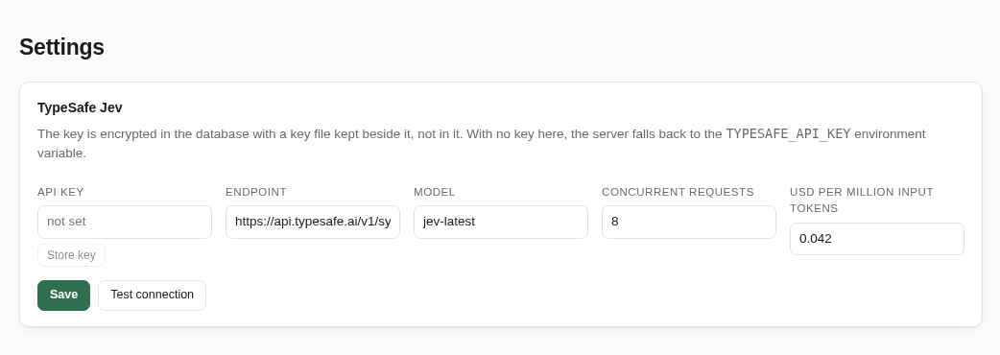 Settings
TypeSafe Jev
The key is encrypted in the database with a key file kept beside it, not in it. With no key here, the server falls back to the TYPESAFE_API_KEY environment
variable.
API KEY
not set
Store key
ENDPOINT
https://api.typesafe.ai/v1/sy
MODEL
jev-latest
CONCURRENT REQUESTS
8
USD PER MILLION INPUT
TOKENS
0.042
Save
Test connection